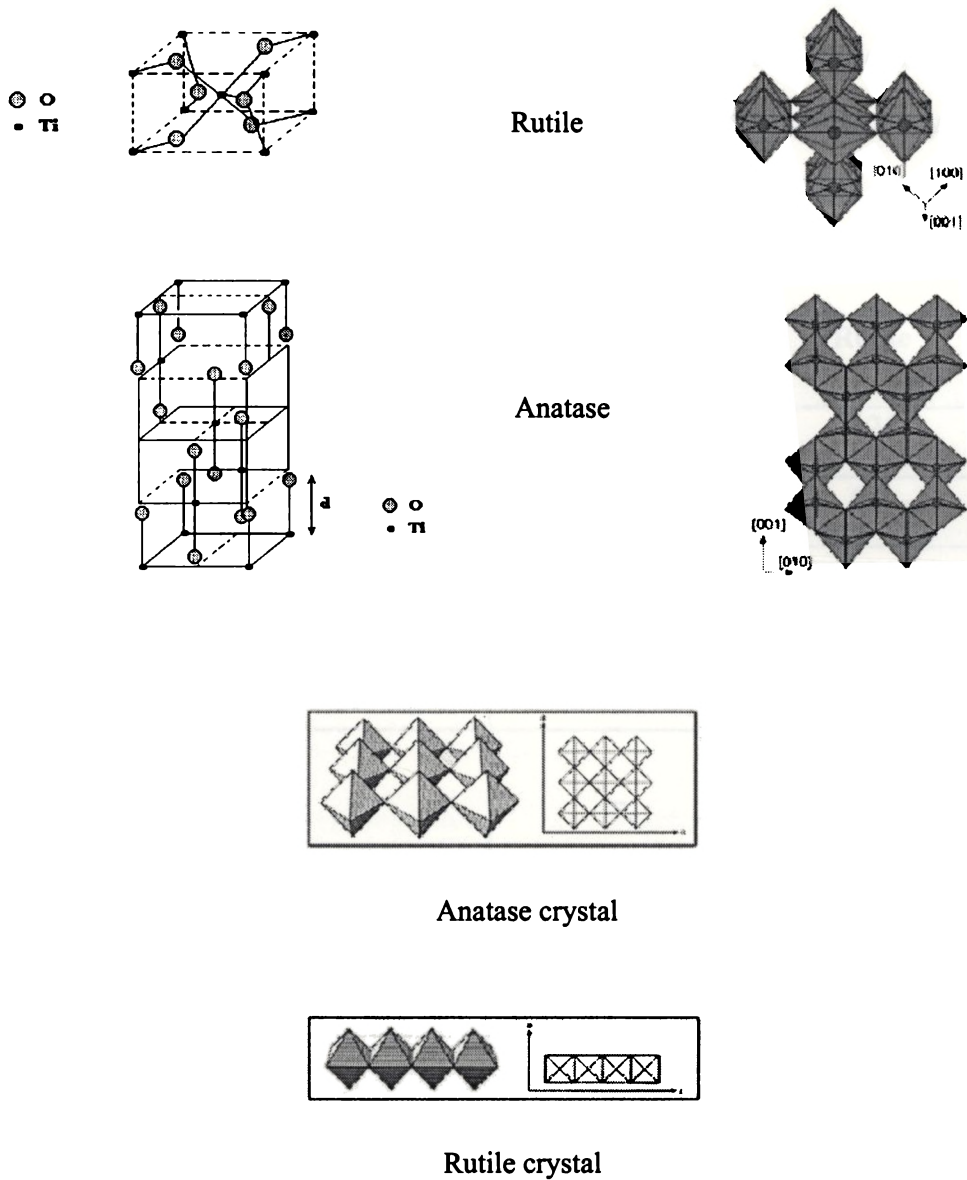 O
Ti
Rutile
[010]
[100]
[001]
Anatase
d
O
Ti
[001]
[010]
Anatase crystal
Rutile crystal